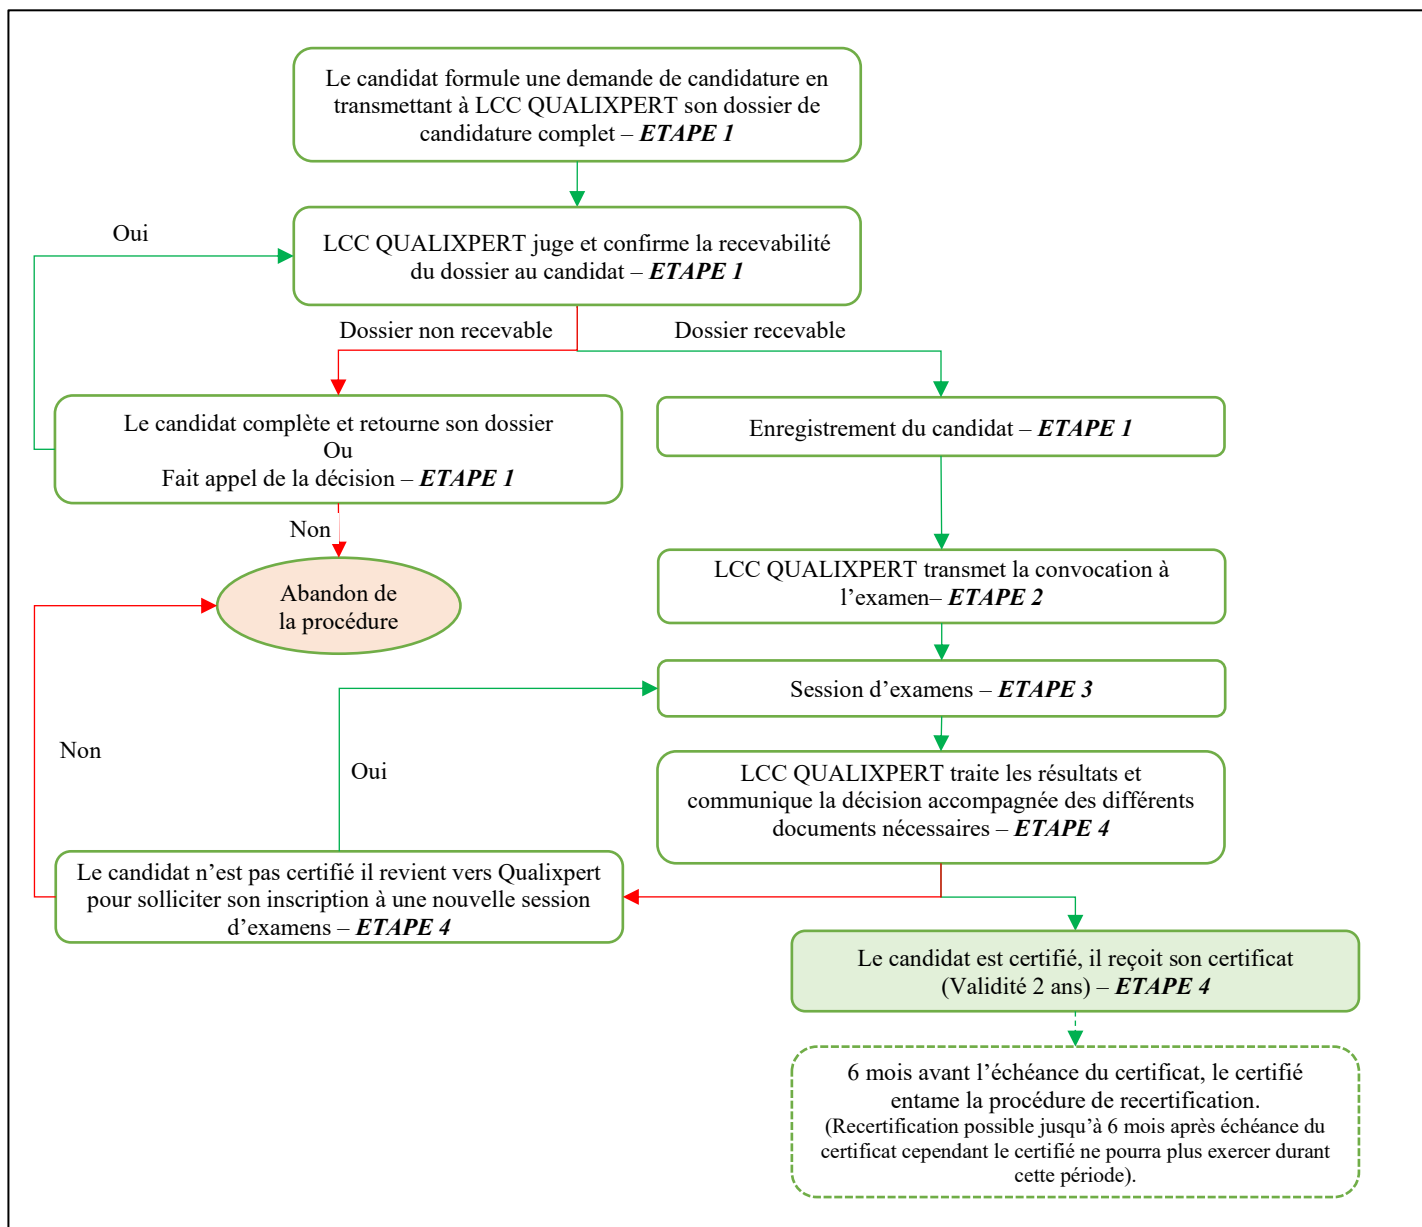 Le candidat formule une demande de candidature en
transmettant à LCC QUALIXPERT son dossier de
candidature complet – ETAPE 1
Oui
LCC QUALIXPERT juge et confirme la recevabilité
du dossier au candidat – ETAPE 1
Dossier non recevable
Dossier recevable
Le candidat complète et retourne son dossier
Ou
Fait appel de la décision – ETAPE 1
Enregistrement du candidat – ETAPE 1
Non
Abandon de
la procédure
LCC QUALIXPERT transmet la convocation à
l’examen– ETAPE 2
Session d’examens – ETAPE 3
Non
Oui
LCC QUALIXPERT traite les résultats et
communique la décision accompagnée des différents
documents nécessaires – ETAPE 4
Le candidat n’est pas certifié il revient vers Qualixpert
pour solliciter son inscription à une nouvelle session
d’examens – ETAPE 4
Le candidat est certifié, il reçoit son certificat
(Validité 2 ans) – ETAPE 4
6 mois avant l’échéance du certificat, le certifié
entame la procédure de recertification.
(Recertification possible jusqu’à 6 mois après échéance du
certificat cependant le certifié ne pourra plus exercer durant
cette période).